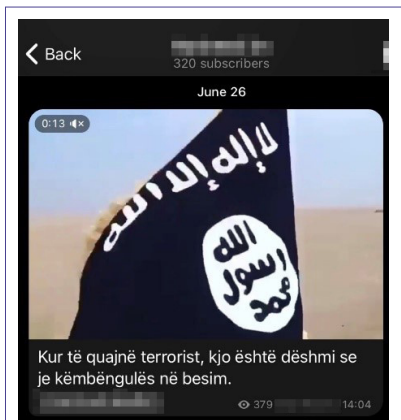 Back
320 subscribers
June 26
0:13
لا إله إلا الله
الله
رسول
محمد
Kur të quajnë terrorist, kjo është dëshmi se
je këmbëngulës në besim.
379
14:04